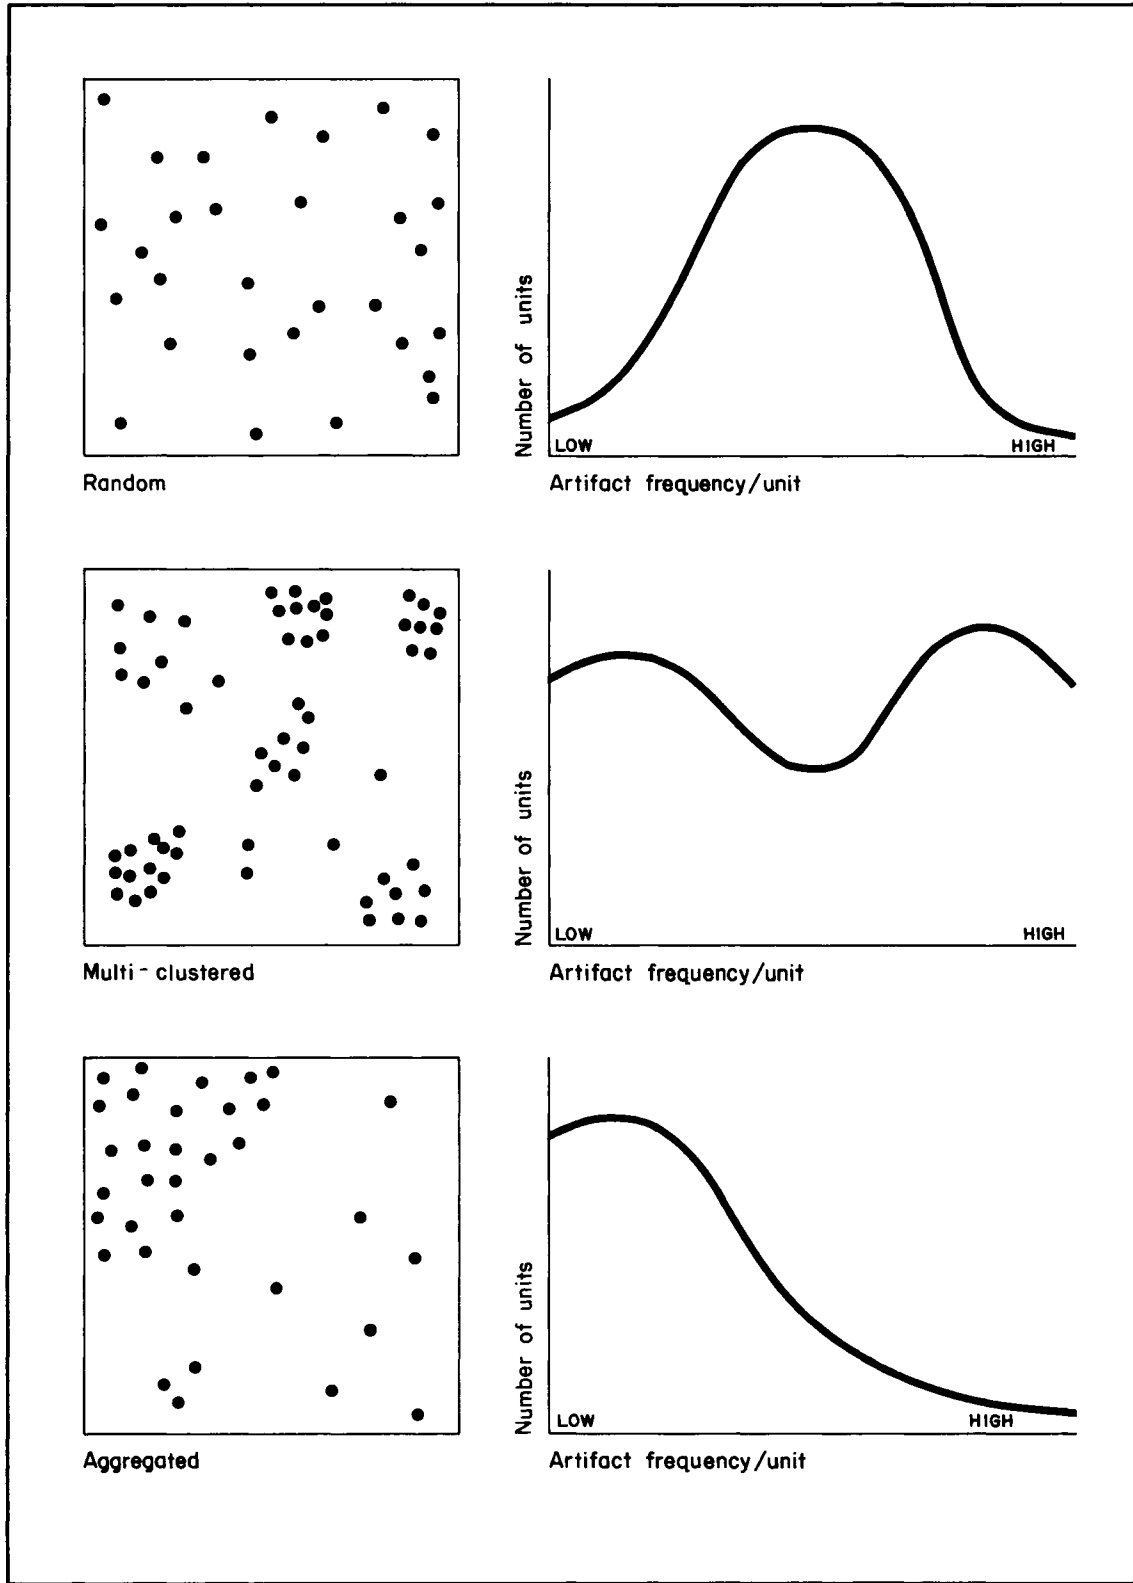 Number of units
LOW
HIGH
Random
Artifact frequency/unit
Number of units
LOW
HIGH
Multi-clustered
Artifact frequency/unit
Number of units
LOW
HIGH
Aggregated
Artifact frequency/unit